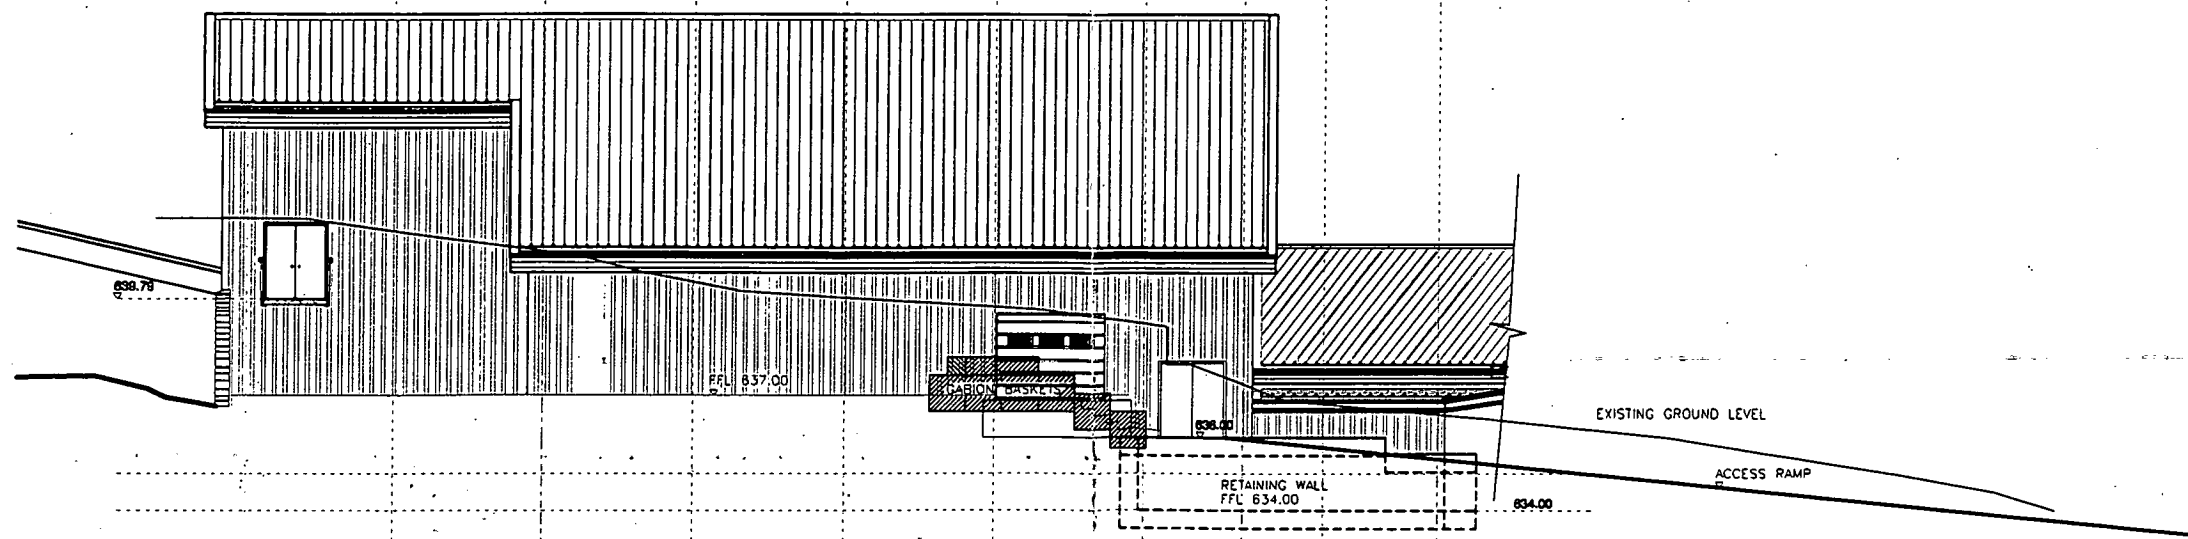 639.79
FFL 637.00
GABION BASKETS
636.00
EXISTING GROUND LEVEL
ACCESS RAMP
RETAINING WALL
FFL 634.00
634.00